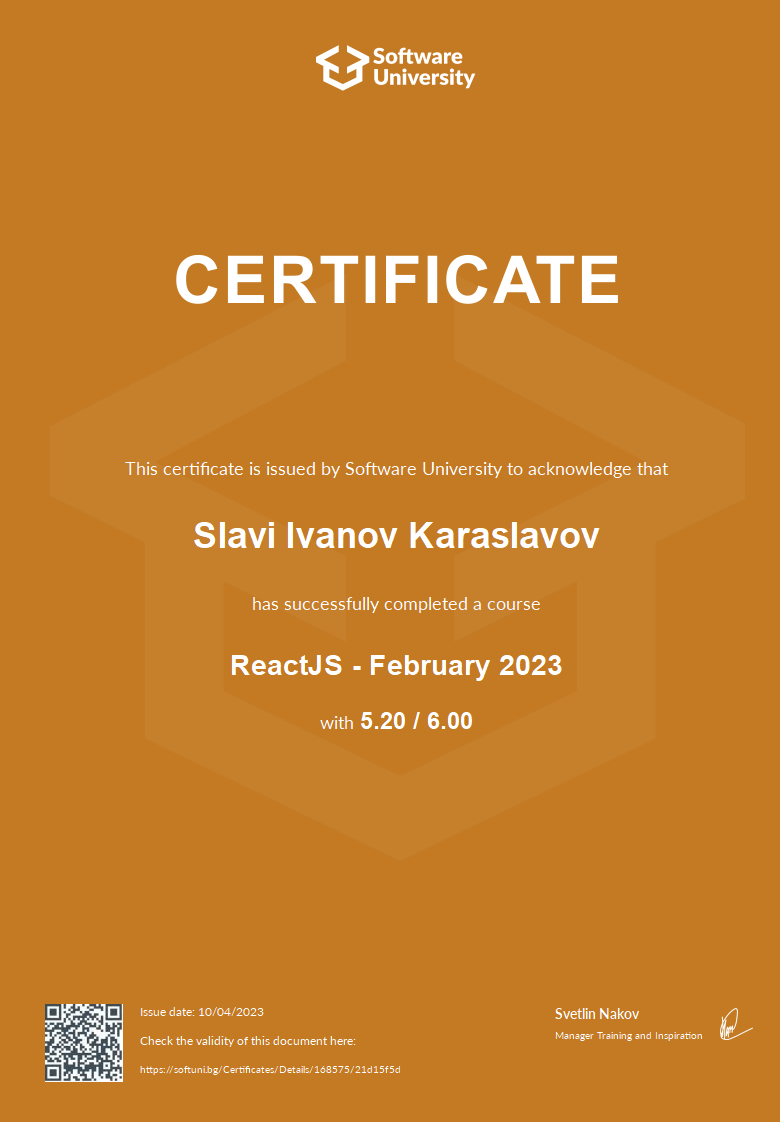 Software
University
CERTIFICATE
This certificate is issued by Software University to acknowledge that
Slavi Ivanov Karaslavov
has successfully completed a course
ReactJS - February 2023
with 5.20 / 6.00
Issue date: 10/04/2023
Check the validity of this document here:
https://softuni.bg/Certificates/Details/168575/21d15f5d
Svetlin Nakov
Manager Training and Inspiration